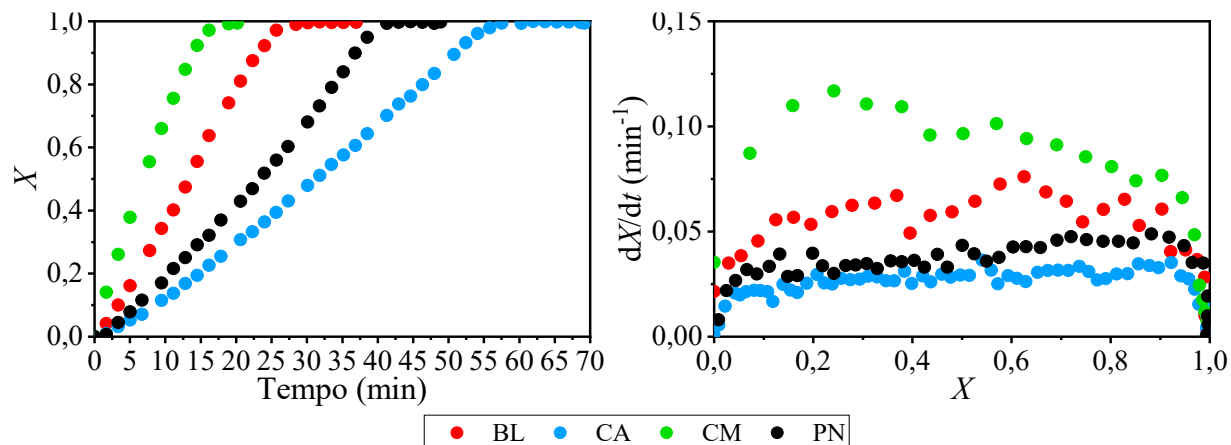 1,0
0,8
0,6
0,4
0,2
0,0
X
0 5 10 15 20 25 30 35 40 45 50 55 60 65 70
Tempo (min)
0,15
0,10
0,05
0,00
dX/dt (min⁻¹)
0,0 0,2 0,4 0,6 0,8 1,0
X
BL CA CM PN